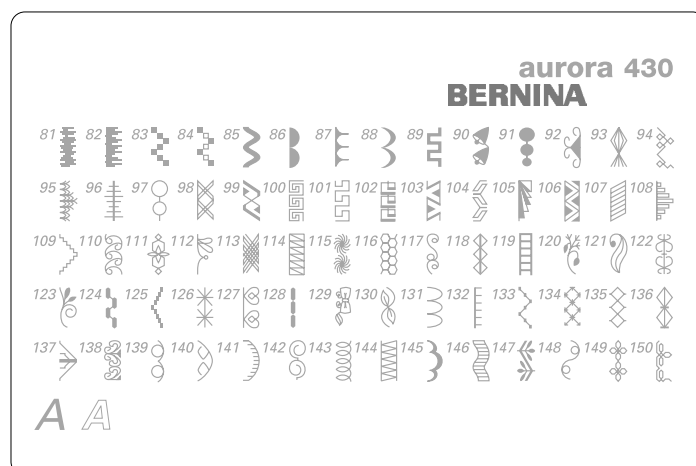 aurora 430
BERNINA
81 82 83 84 85 86 87 88 89 90 91 92 93 94
95 96 97 98 99 100 101 102 103 104 105 106 107 108
109 110 111 112 113 114 115 116 117 118 119 120 121 122
123 124 125 126 127 128 129 130 131 132 133 134 135 136
137 138 139 140 141 142 143 144 145 146 147 148 149 150
A A